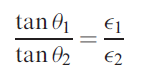 tan θ₁ / tan θ₂ = ϵ₁ / ϵ₂